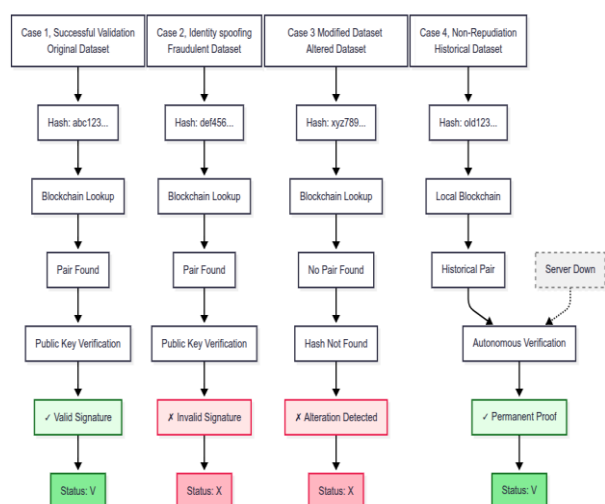 Case 1, Successful Validation
Original Dataset
Case 2, Identity spoofing
Fraudulent Dataset
Case 3 Modified Dataset
Altered Dataset
Case 4, Non-Repudiation
Historical Dataset
Hash: abc123...
Hash: def456...
Hash: xyz789...
Hash: old123...
Blockchain Lookup
Blockchain Lookup
Blockchain Lookup
Local Blockchain
Pair Found
Pair Found
No Pair Found
Historical Pair
Server Down
Public Key Verification
Public Key Verification
Hash Not Found
Autonomous Verification
✓ Valid Signature
✗ Invalid Signature
✗ Alteration Detected
✓ Permanent Proof
Status: V
Status: X
Status: X
Status: V